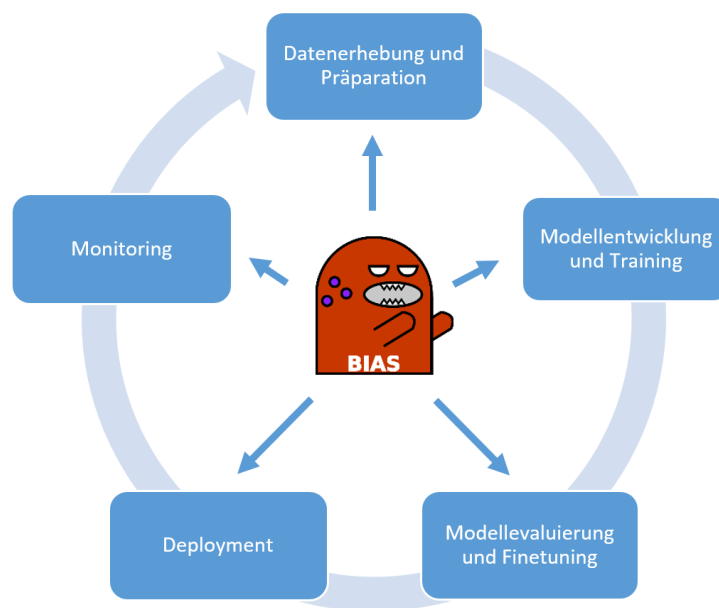 Datenerhebung und
Präparation
Modellentwicklung
und Training
Modellevaluierung
und Finetuning
Deployment
Monitoring
BIAS